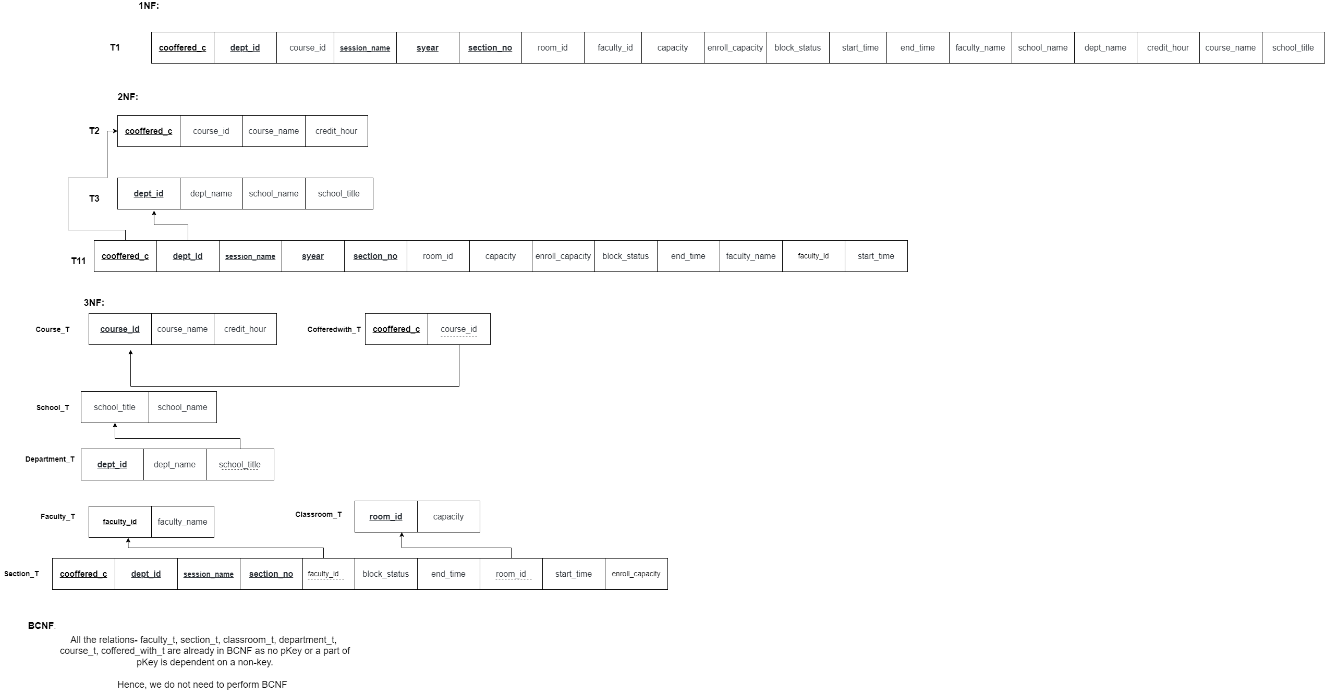 1NF:
T1 cooffered_c dept_id course_id session_name syear section_no room_id faculty_id capacity enroll_capacity block_status start_time end_time faculty_name school_name dept_name credit_hour course_name school_title
2NF:
T2 cooffered_c course_id course_name credit_hour
T3 dept_id dept_name school_name school_title
T11 cooffered_c dept_id session_name syear section_no room_id capacity enroll_capacity block_status end_time faculty_name faculty_id start_time
3NF:
Course_T course_id course_name credit_hour Cofferedwith_T cooffered_c course_id
School_T school_title school_name
Department_T dept_id dept_name school_title
Faculty_T faculty_id faculty_name Classroom_T room_id capacity
Section_T cooffered_c dept_id session_name section_no faculty_id block_status end_time room_id start_time enroll_capacity
BCNF
All the relations- faculty_t, section_t, classroom_t, department_t,
course_t, coffered_with_t are already in BCNF as no pKey or a part of
pKey is dependent on a non-key.
Hence, we do not need to perform BCNF